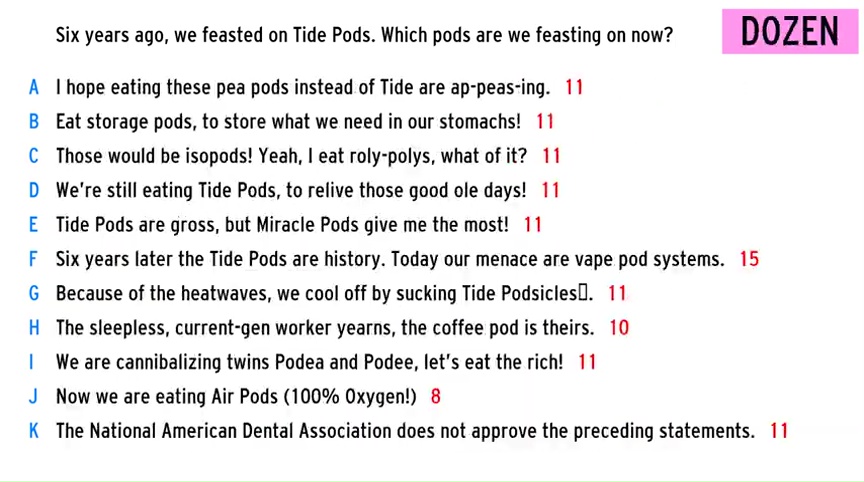 Six years ago, we feasted on Tide Pods. Which pods are we feasting on now?
DOZEN
A I hope eating these pea pods instead of Tide are ap-peas-ing. 11
B Eat storage pods, to store what we need in our stomachs! 11
C Those would be isopods! Yeah, I eat roly-polys, what of it? 11
D We're still eating Tide Pods, to relive those good ole days! 11
E Tide Pods are gross, but Miracle Pods give me the most! 11
F Six years later the Tide Pods are history. Today our menace are vape pod systems. 15
G Because of the heatwaves, we cool off by sucking Tide Podsicles▯. 11
H The sleepless, current-gen worker yearns, the coffee pod is theirs. 10
I We are cannibalizing twins Podea and Podee, let's eat the rich! 11
J Now we are eating Air Pods (100% Oxygen!) 8
K The National American Dental Association does not approve the preceding statements. 11